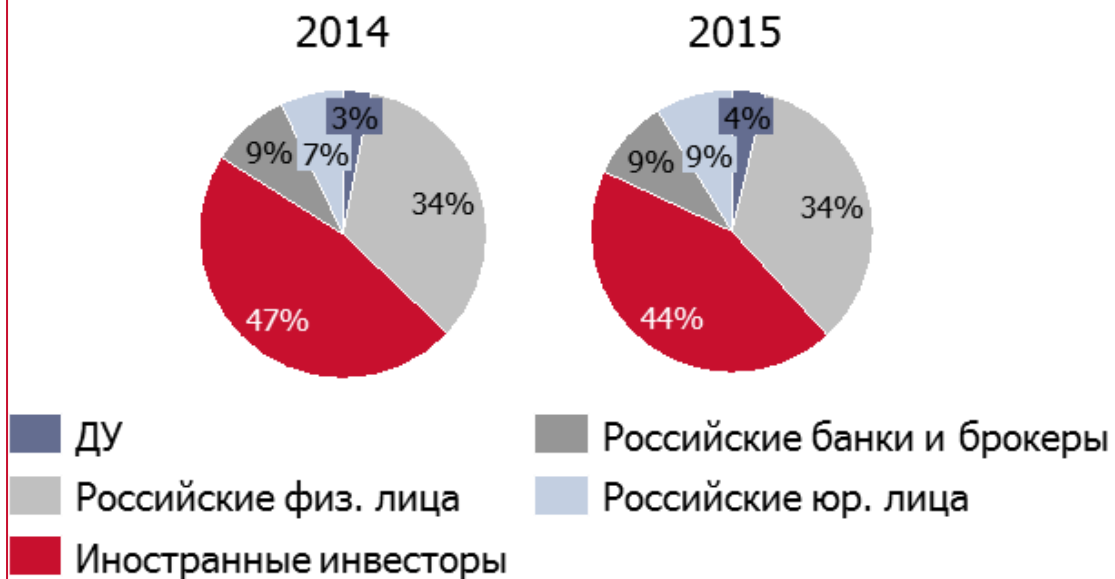 2014
2015
3%
34%
47%
9%
7%
4%
34%
44%
9%
9%
ДУ
Российские физ. лица
Иностранные инвесторы
Российские банки и брокеры
Российские юр. лица